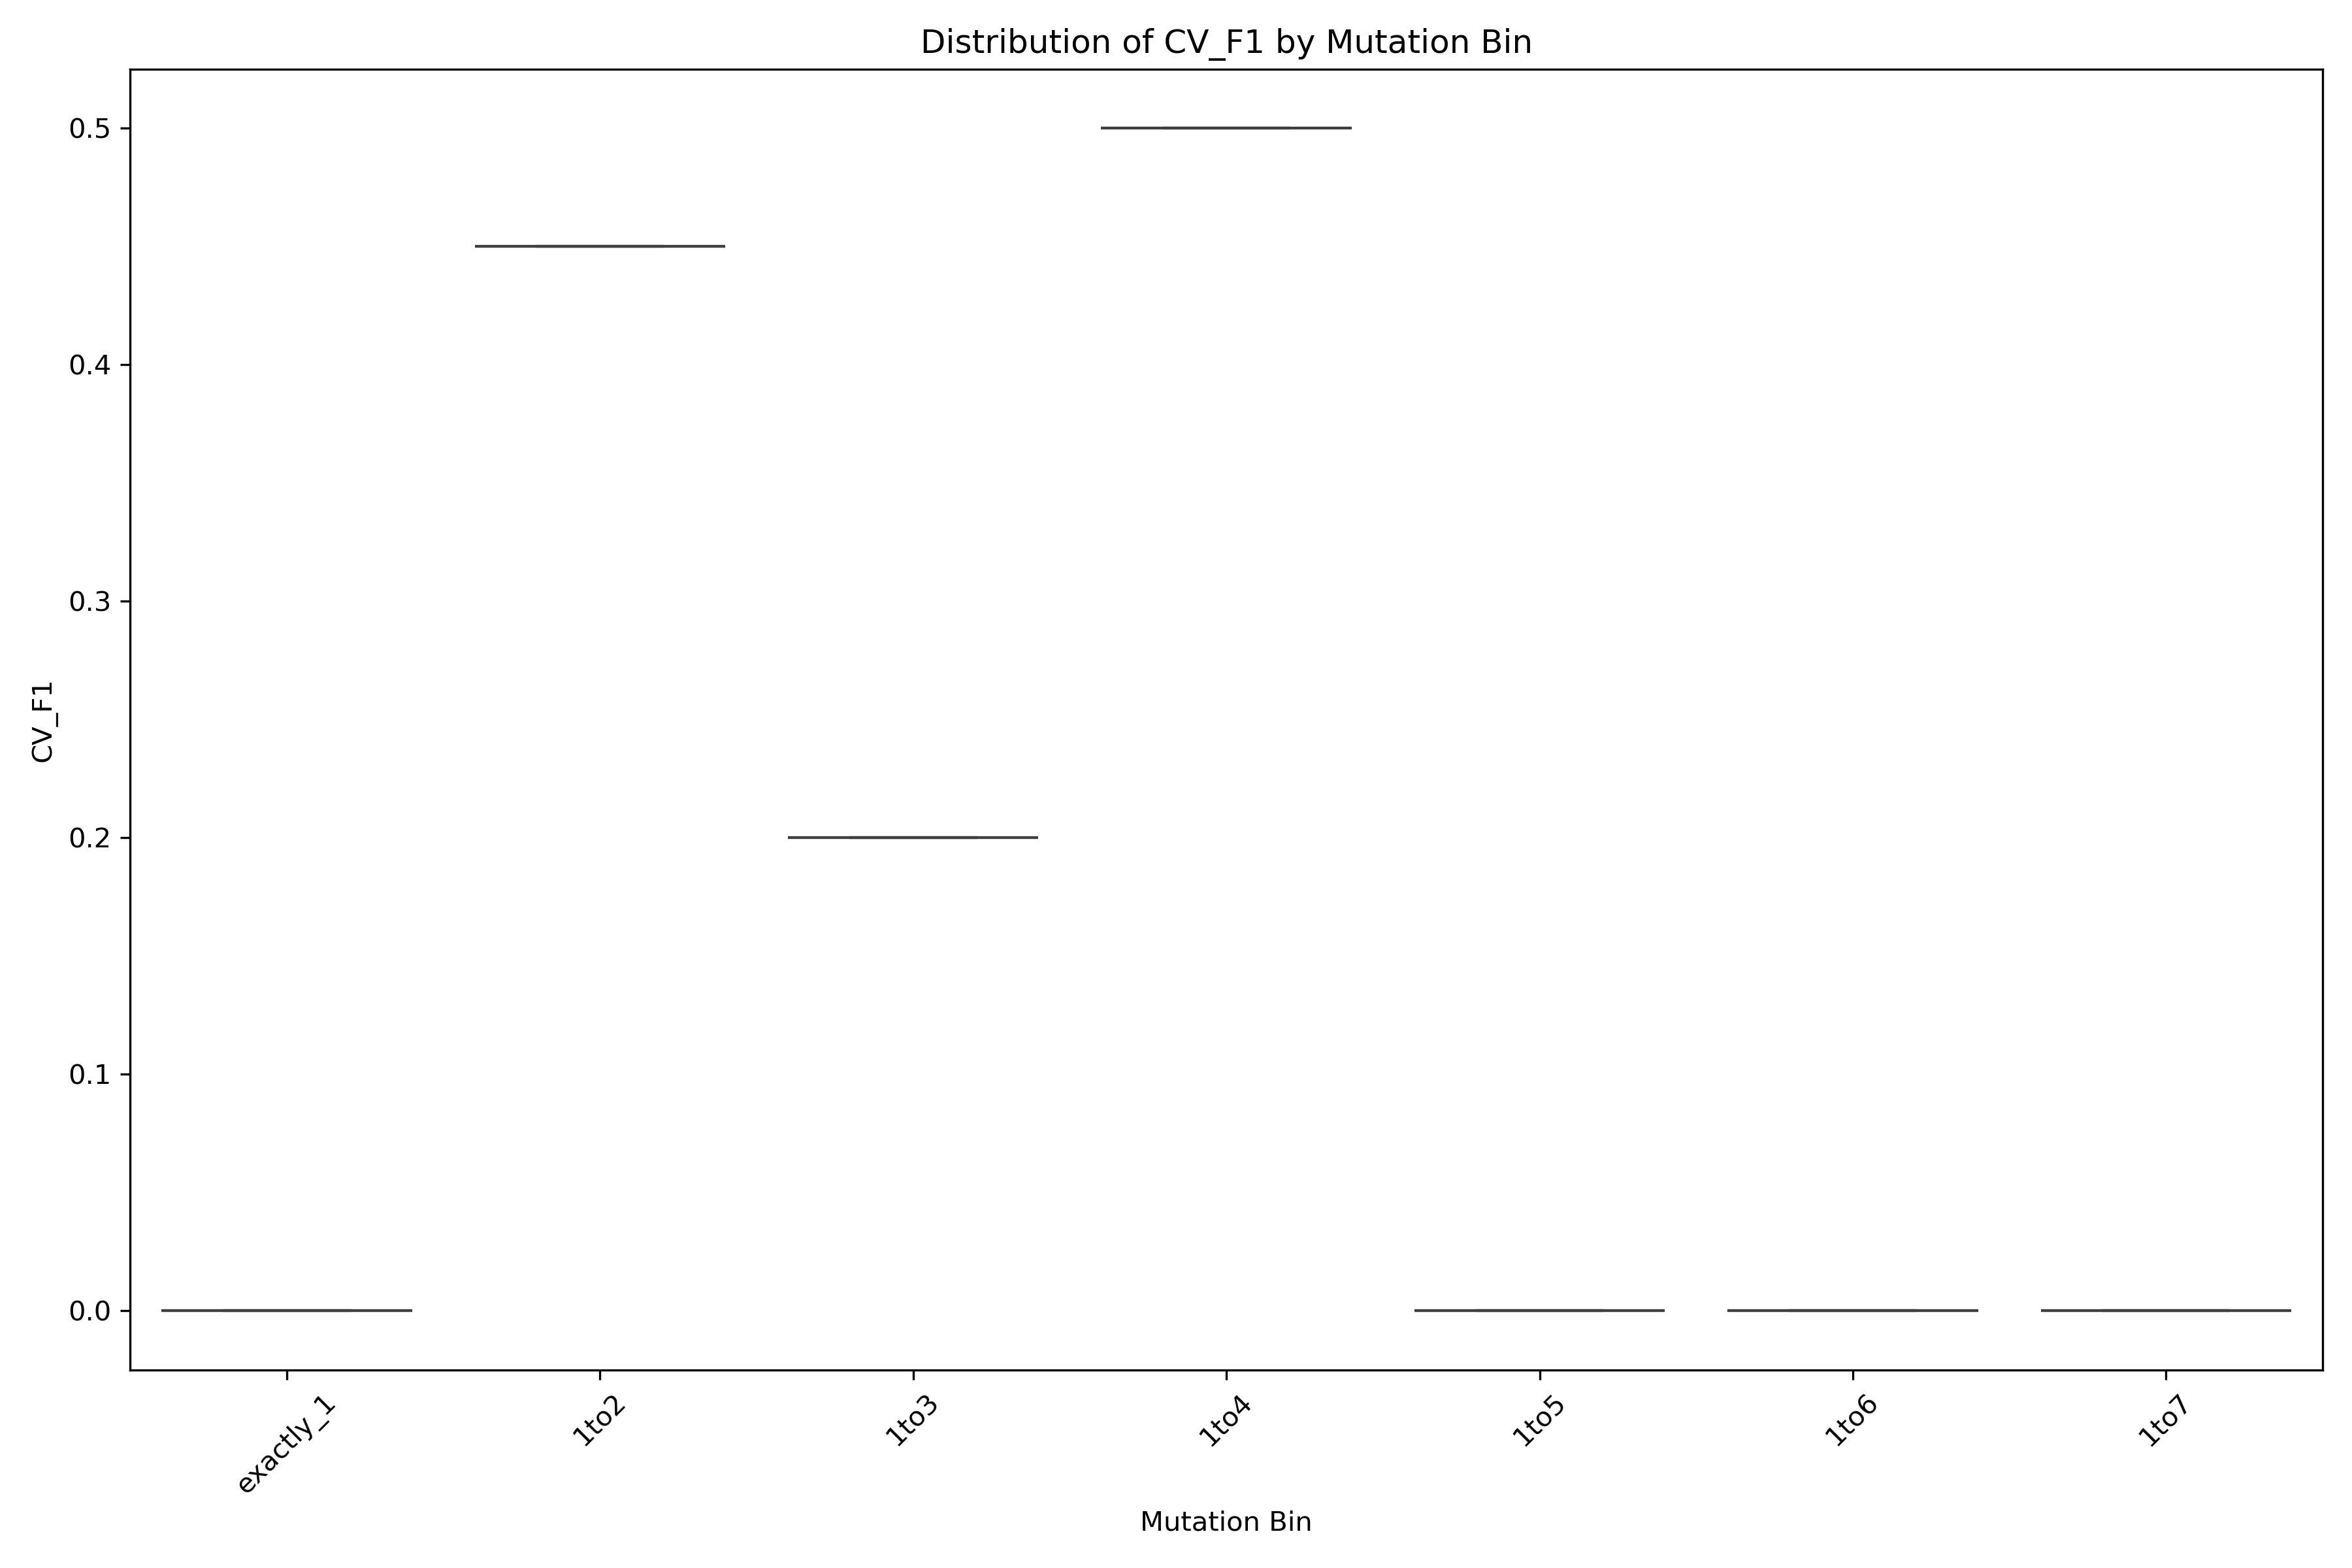 Distribution of CV_F1 by Mutation Bin
0.5
0.4
0.3
0.2
0.1
0.0
CV_F1
exactly_1
1to2
1to3
1to4
1to5
1to6
1to7
Mutation Bin